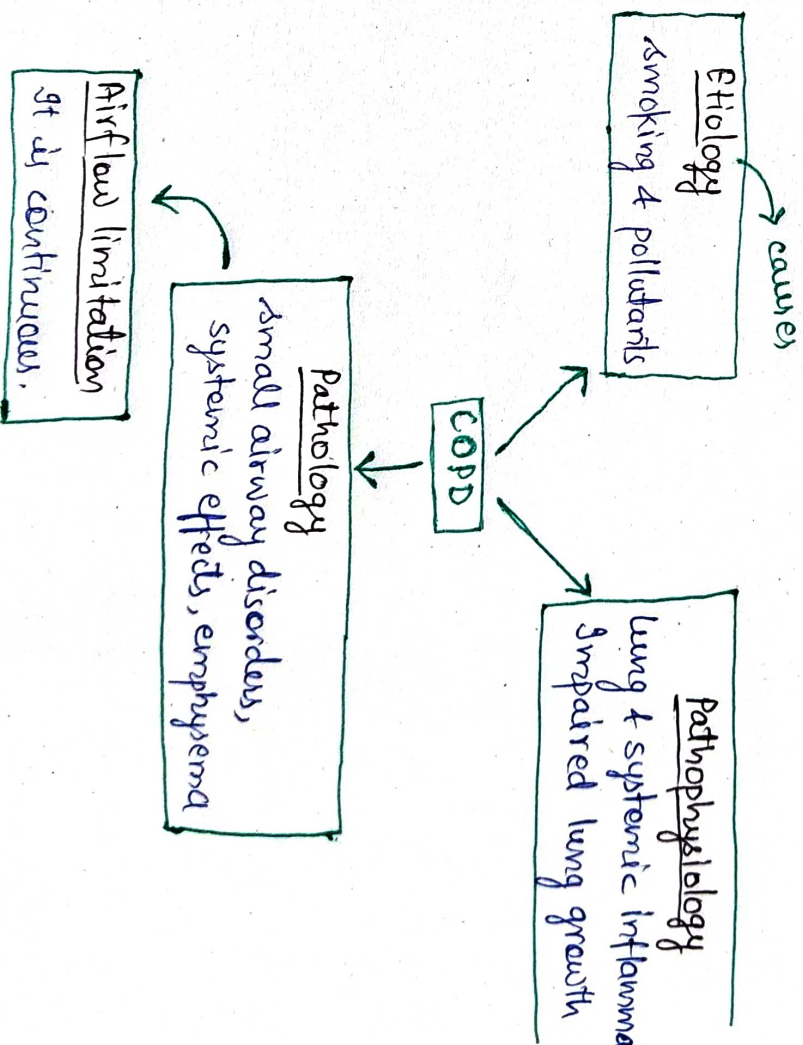 causes
Etiology
smoking & pollutants
Pathophysiology
lung & systemic inflamma
Impaired lung growth
COPD
Pathology
small airway disorders,
systemic effects, emphysema
Airflow limitation
It is continuous.